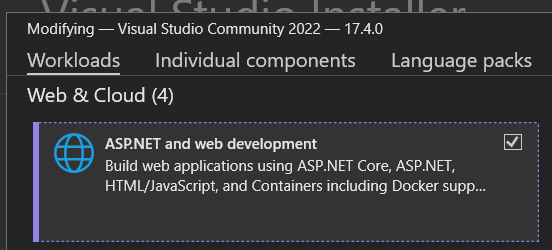 Visual Studio Installer
Modifying — Visual Studio Community 2022 — 17.4.0
Workloads Individual components Language packs
Web & Cloud (4)
ASP.NET and web development
Build web applications using ASP.NET Core, ASP.NET,
HTML/JavaScript, and Containers including Docker supp...